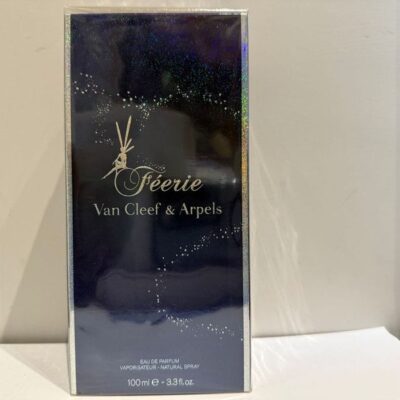 Féerie
Van Cleef & Arpels
EAU DE PARFUM
VAPORISATEUR - NATURAL SPRAY
100 ml ℮ - 3.3 fl.oz.